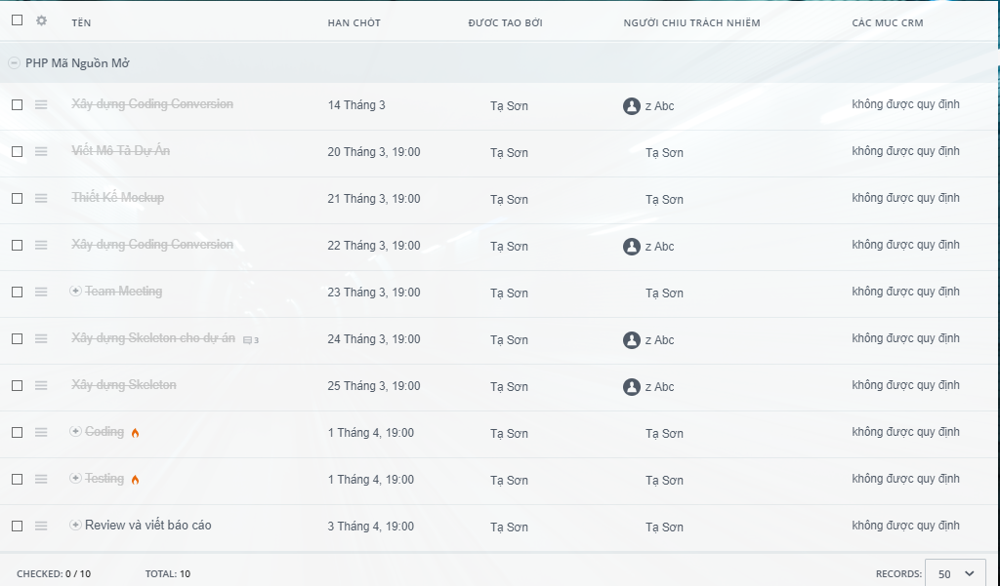 TÊN HẠN CHÓT ĐƯỢC TẠO BỞI NGƯỜI CHỊU TRÁCH NHIỆM CÁC MỤC CRM
PHP Mã Nguồn Mở
Xây dựng Coding Conversion 14 Tháng 3 Tạ Sơn z Abc không được quy định
Viết Mô Tả Dự Án 20 Tháng 3, 19:00 Tạ Sơn Tạ Sơn không được quy định
Thiết Kế Mockup 21 Tháng 3, 19:00 Tạ Sơn Tạ Sơn không được quy định
Xây dựng Coding Conversion 22 Tháng 3, 19:00 Tạ Sơn z Abc không được quy định
Team Meeting 23 Tháng 3, 19:00 Tạ Sơn Tạ Sơn không được quy định
Xây dựng Skeleton cho dự án 3 24 Tháng 3, 19:00 Tạ Sơn z Abc không được quy định
Xây dựng Skeleton 25 Tháng 3, 19:00 Tạ Sơn z Abc không được quy định
Coding 1 Tháng 4, 19:00 Tạ Sơn Tạ Sơn không được quy định
Testing 1 Tháng 4, 19:00 Tạ Sơn Tạ Sơn không được quy định
Review và viết báo cáo 3 Tháng 4, 19:00 Tạ Sơn Tạ Sơn không được quy định
CHECKED: 0 / 10 TOTAL: 10 RECORDS: 50